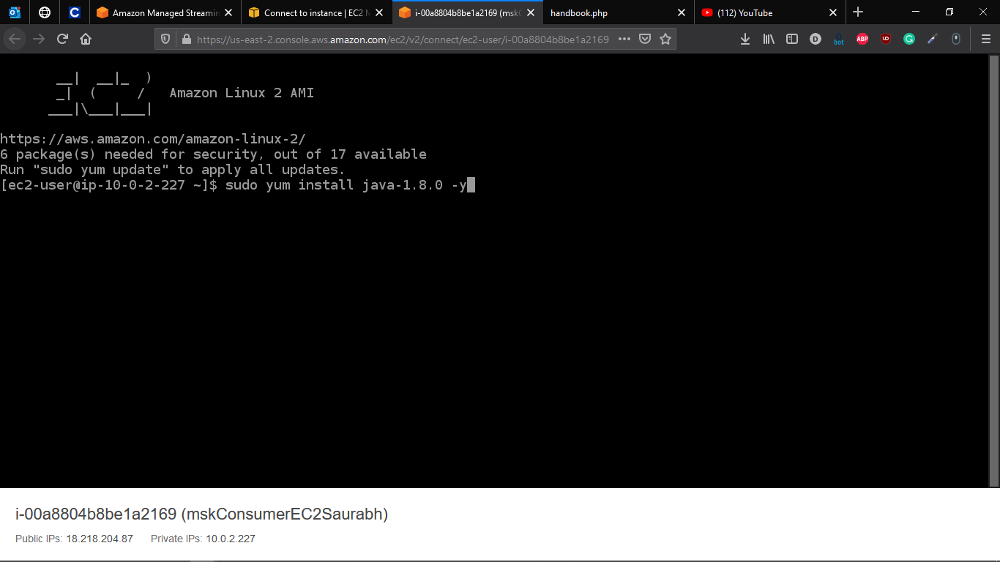 Amazon Managed Streamin
Connect to instance | EC2 M
i-00a8804b8be1a2169 (msk
handbook.php
(112) YouTube
https://us-east-2.console.aws.amazon.com/ec2/v2/connect/ec2-user/i-00a8804b8be1a2169
D
bot
ABP
UD
__|  __|_  )
_|  (     /   Amazon Linux 2 AMI
___|\___|___|
https://aws.amazon.com/amazon-linux-2/
6 package(s) needed for security, out of 17 available
Run "sudo yum update" to apply all updates.
[ec2-user@ip-10-0-2-227 ~]$ sudo yum install java-1.8.0 -y
i-00a8804b8be1a2169 (mskConsumerEC2Saurabh)
Public IPs: 18.218.204.87 Private IPs: 10.0.2.227